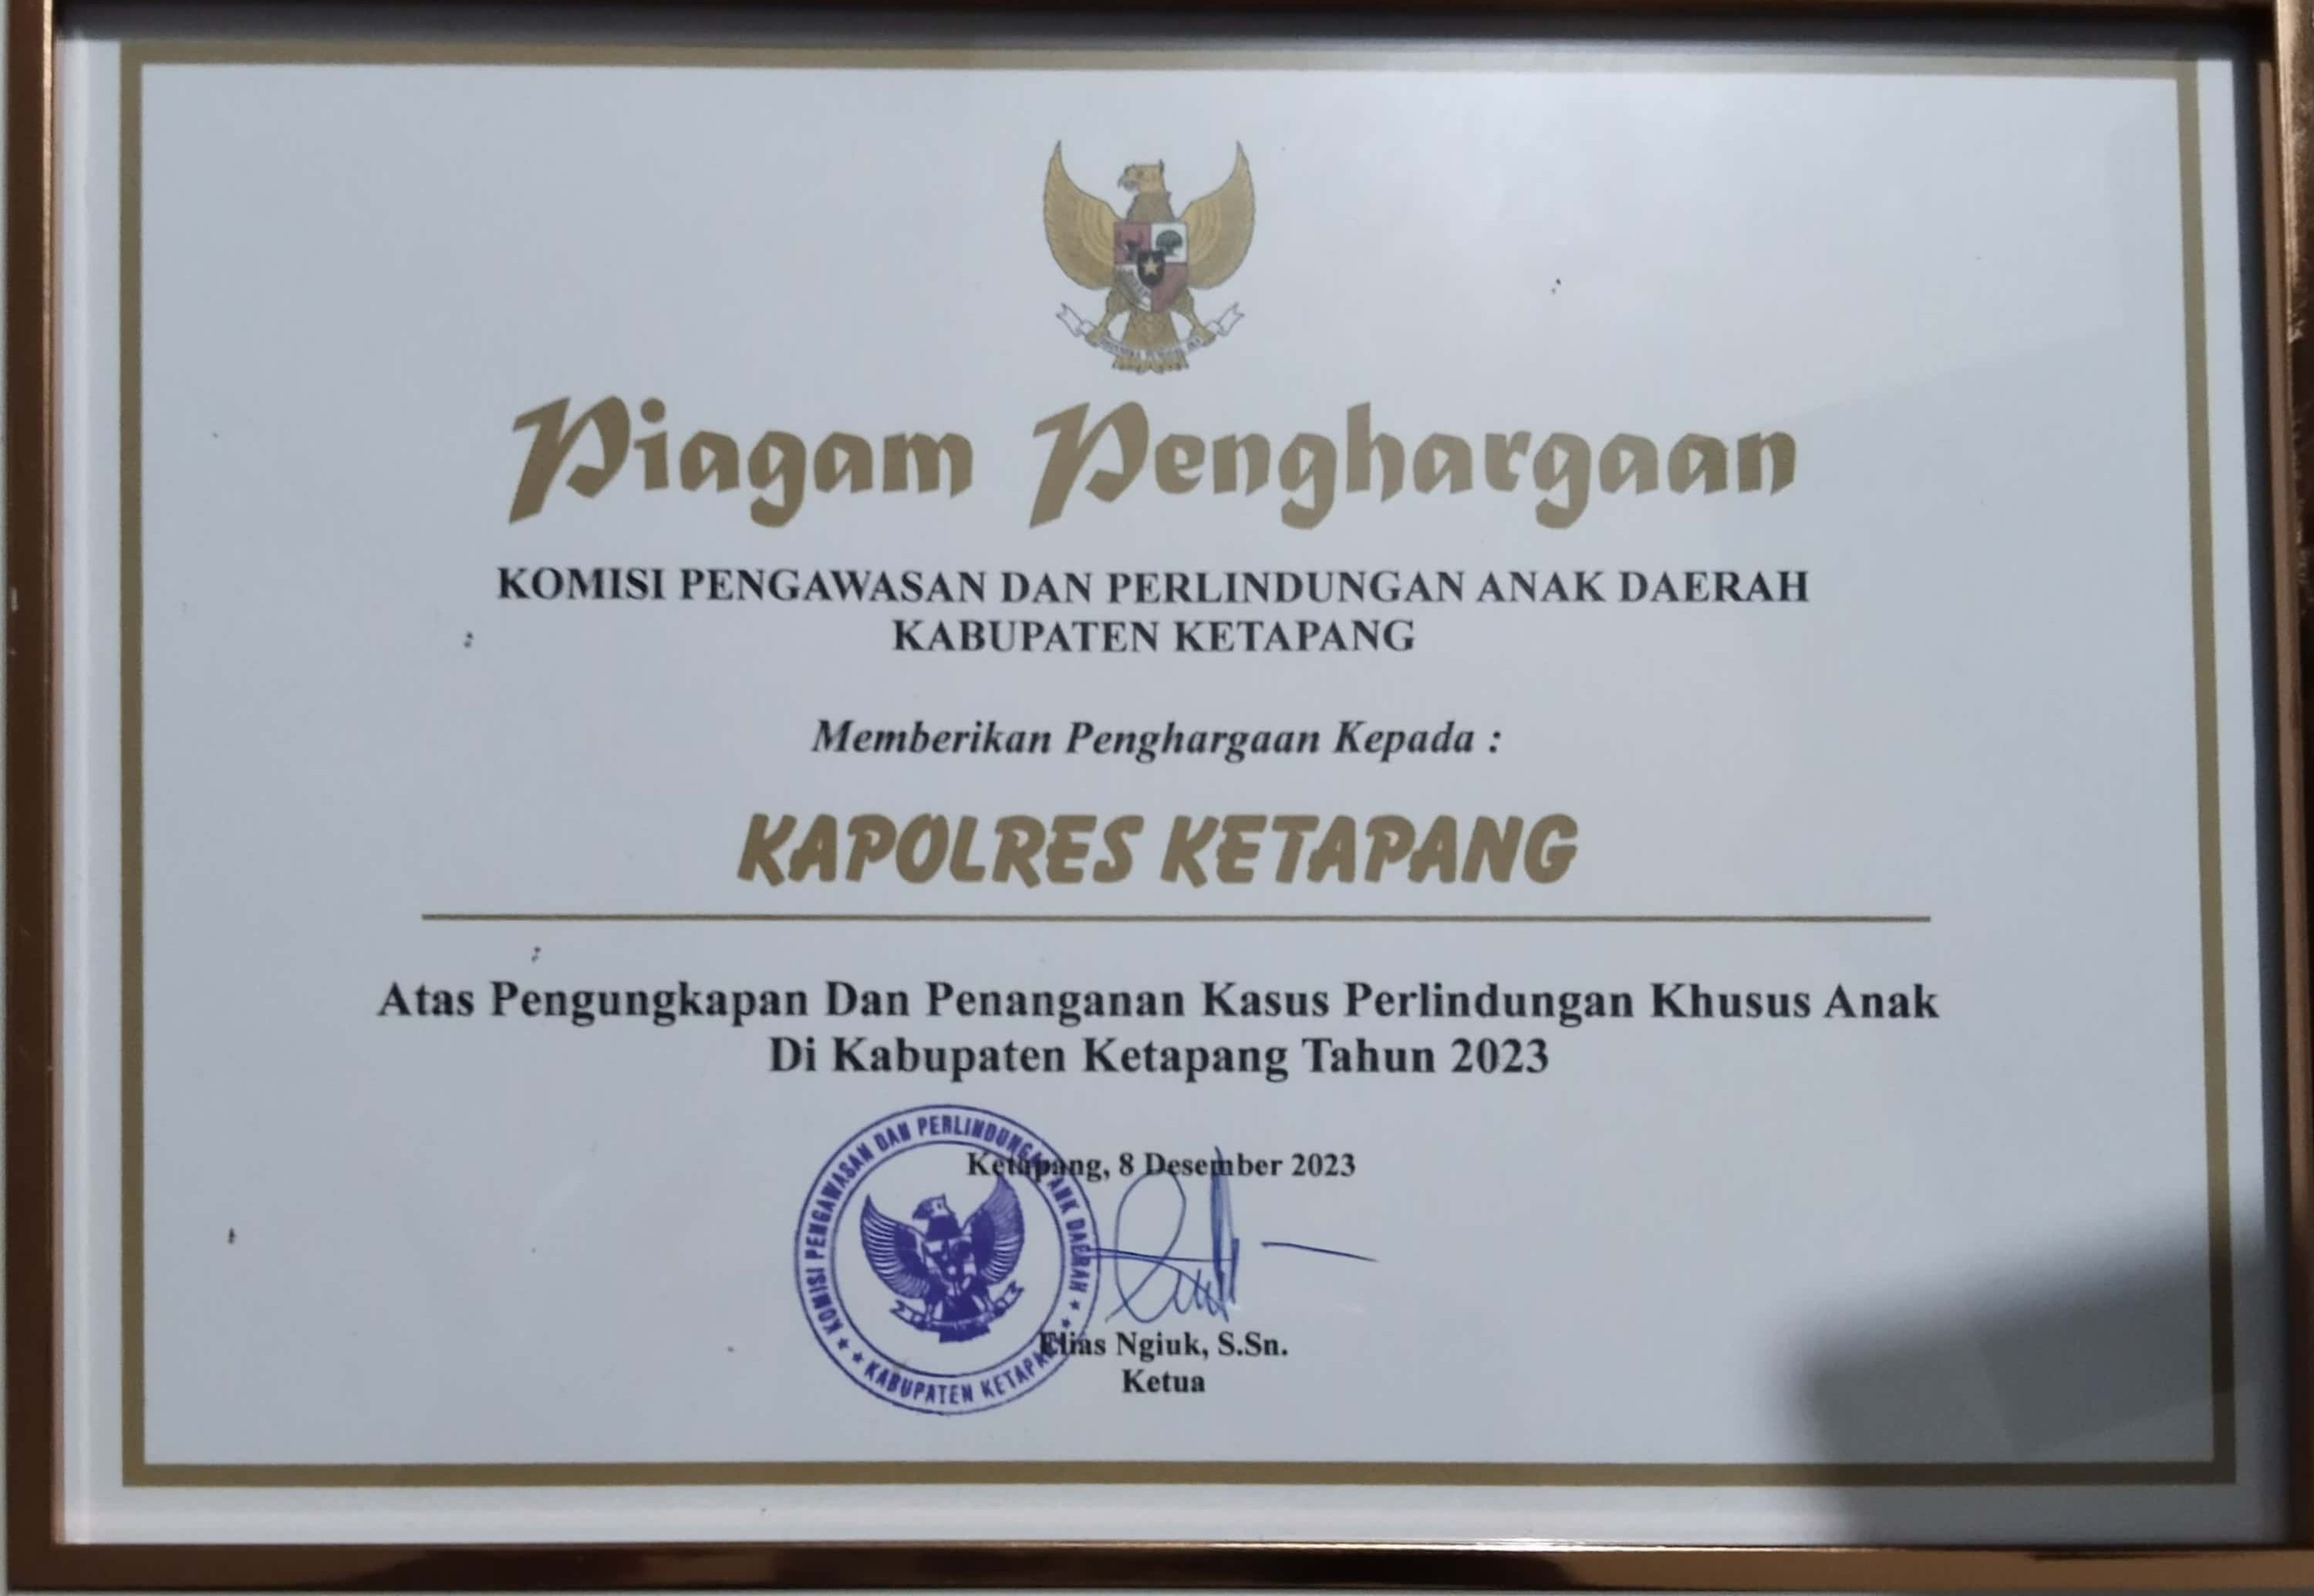 Piagam Penghargaan
KOMISI PENGAWASAN DAN PERLINDUNGAN ANAK DAERAH
KABUPATEN KETAPANG
Memberikan Penghargaan Kepada :
KAPOLRES KETAPANG
Atas Pengungkapan Dan Penanganan Kasus Perlindungan Khusus Anak
Di Kabupaten Ketapang Tahun 2023
Ketapang, 8 Desember 2023
KOMISI PENGAWASAN DAN PERLINDUNGAN ANAK DAERAH
KABUPATEN KETAPANG
Elias Ngiuk, S.Sn.
Ketua